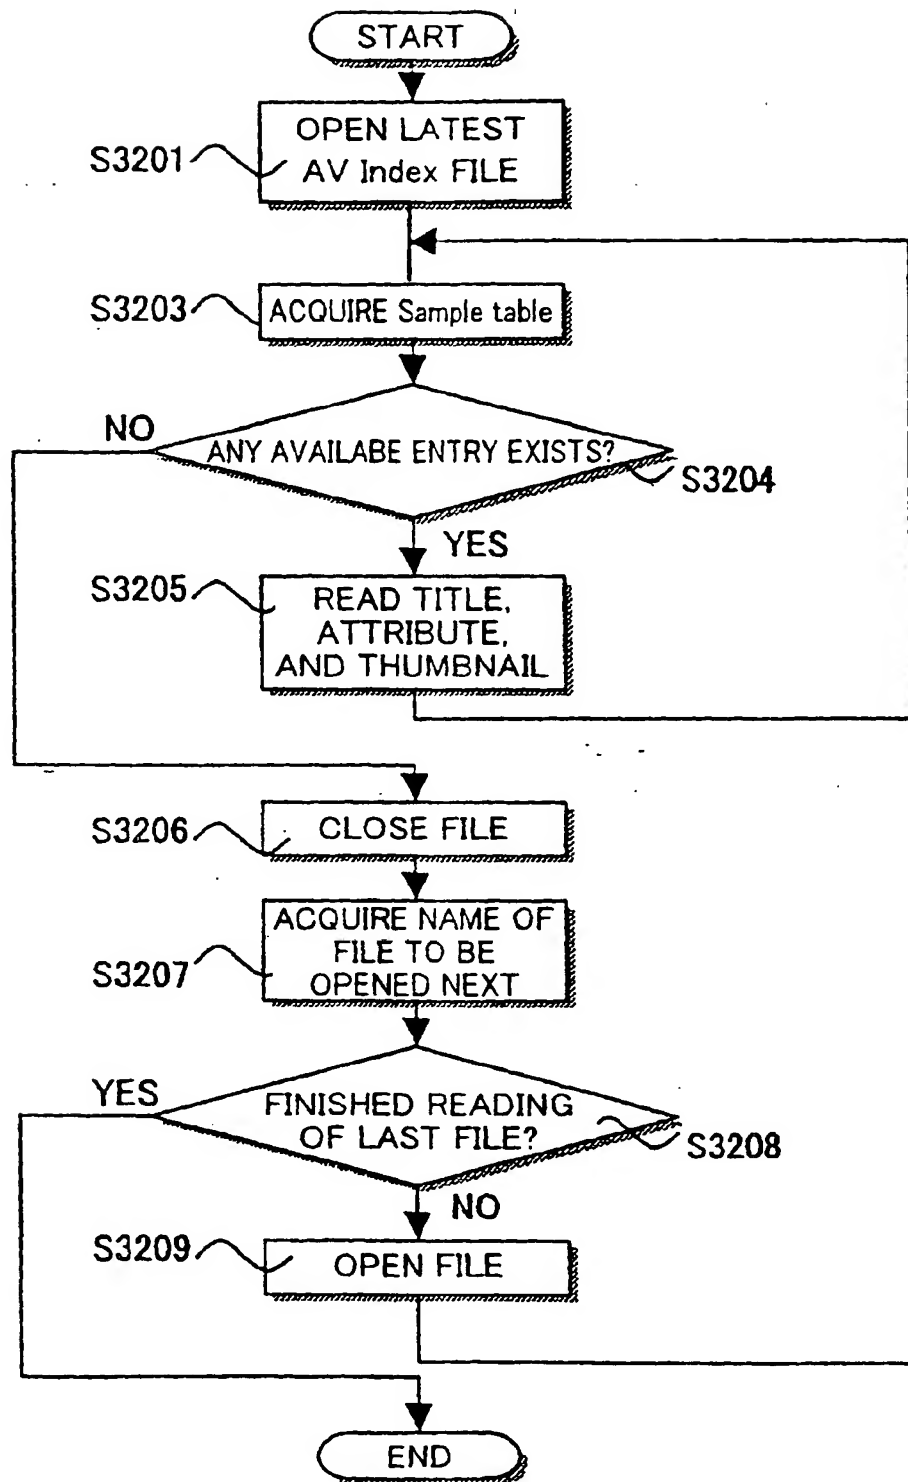 START
OPEN LATEST
S3201
AV Index FILE
S3203
ACQUIRE Sample table
NO
ANY AVAILABE ENTRY EXISTS?
S3204
YES
S3205
READ TITLE,
ATTRIBUTE,
AND THUMBNAIL
S3206
CLOSE FILE
ACQUIRE NAME OF
FILE TO BE
S3207
OPENED NEXT
YES
FINISHED READING
OF LAST FILE?
S3208
NO
S3209
OPEN FILE
END